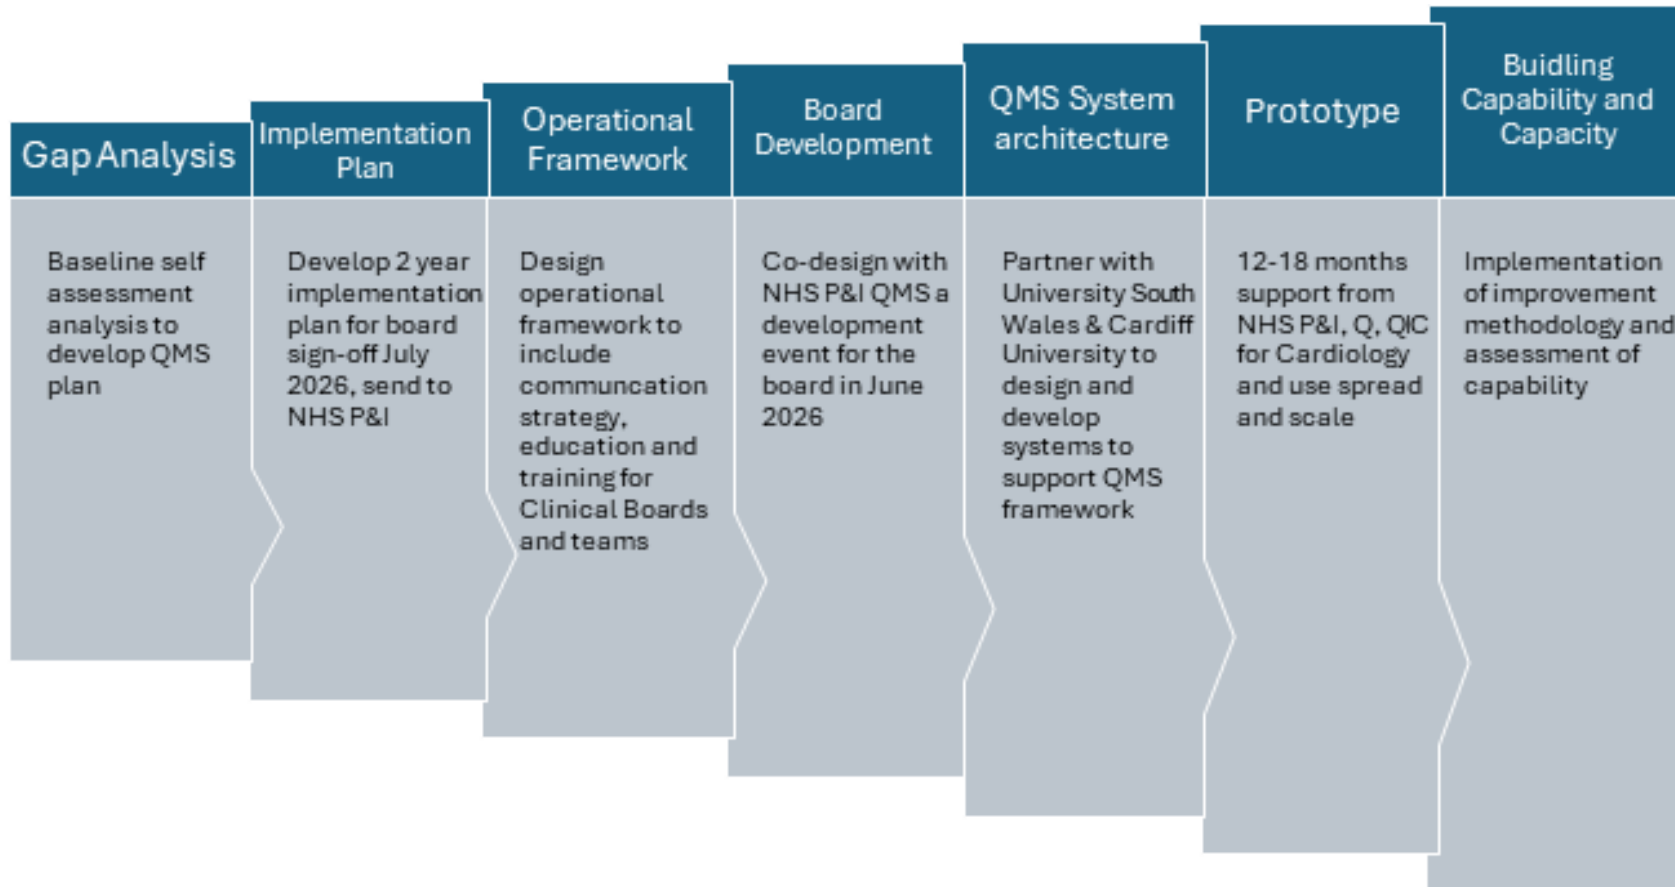 Gap Analysis
Baseline self
assessment
analysis to
develop QMS
plan
Implementation
Plan
Develop 2 year
implementation
plan for board
sign-off July
2026, send to
NHS P&I
Operational
Framework
Design
operational
framework to
include
communcation
strategy,
education and
training for
Clinical Boards
and teams
Board
Development
Co-design with
NHS P&I QMS a
development
event for the
board in June
2026
QMS System
architecture
Partner with
University South
Wales & Cardiff
University to
design and
develop
systems to
support QMS
framework
Prototype
12-18 months
support from
NHS P&I, Q, QIC
for Cardiology
and use spread
and scale
Buidling
Capability and
Capacity
Implementation
of improvement
methodology and
assessment of
capability